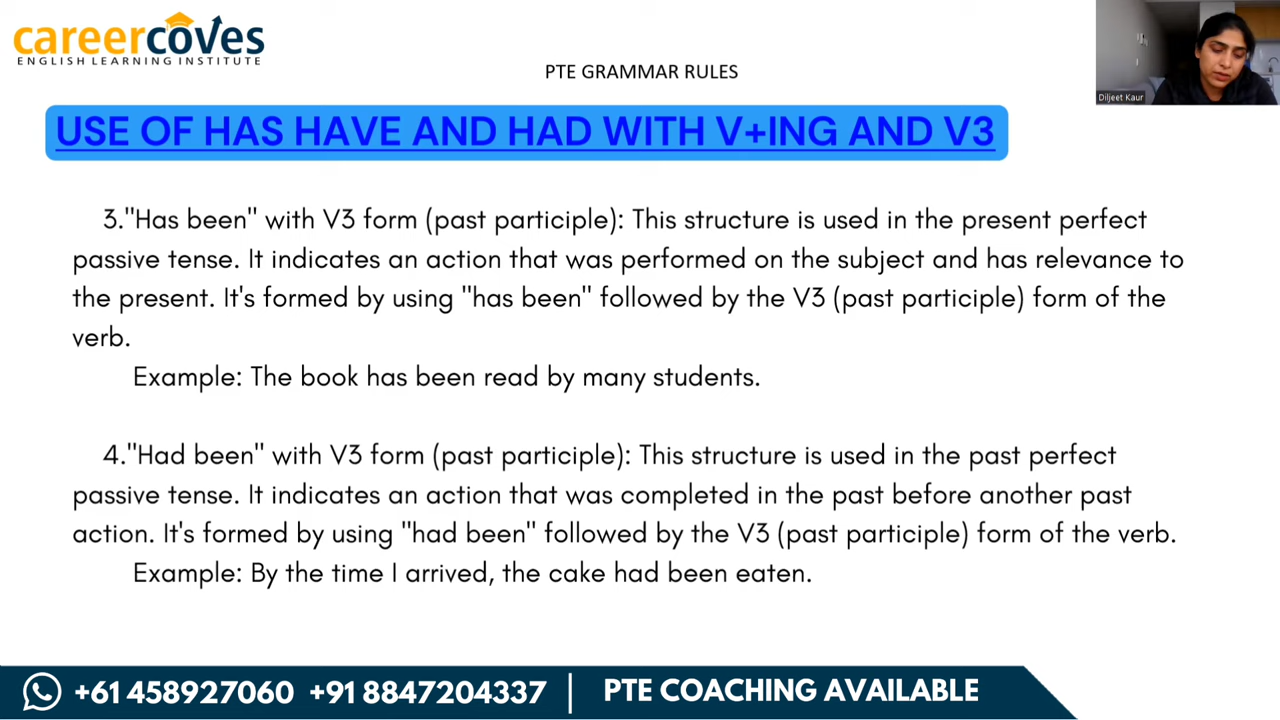 careercoves
ENGLISH LEARNING INSTITUTE
PTE GRAMMAR RULES
Diljeet Kaur
USE OF HAS HAVE AND HAD WITH V+ING AND V3
3."Has been" with V3 form (past participle): This structure is used in the present perfect
passive tense. It indicates an action that was performed on the subject and has relevance to
the present. It's formed by using "has been" followed by the V3 (past participle) form of the
verb.
Example: The book has been read by many students.
4."Had been" with V3 form (past participle): This structure is used in the past perfect
passive tense. It indicates an action that was completed in the past before another past
action. It's formed by using "had been" followed by the V3 (past participle) form of the verb.
Example: By the time I arrived, the cake had been eaten.
+61 458927060 +91 8847204337 | PTE COACHING AVAILABLE